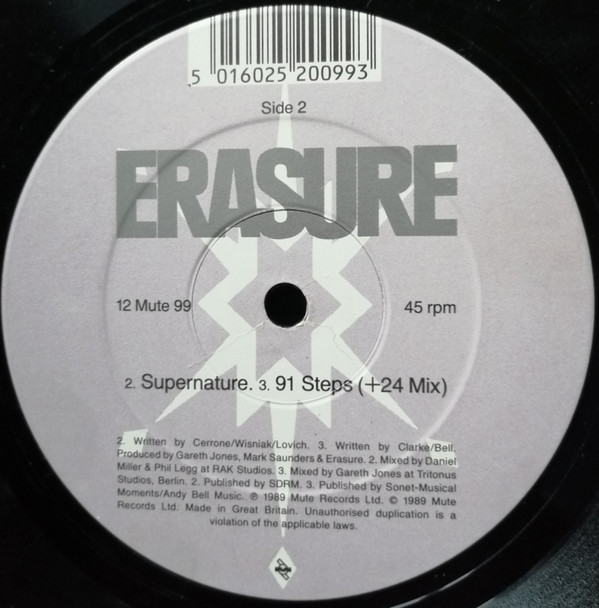 5 016025 200993
Side 2
ERASURE
12 Mute 99
45 rpm
2. Supernature. 3. 91 Steps (+24 Mix)
2. Written by Cerrone/Wisniak/Lovich. 3. Written by Clarke/Bell.
Produced by Gareth Jones, Mark Saunders & Erasure. 2. Mixed by Daniel
Miller & Phil Legg at RAK Studios. 3. Mixed by Gareth Jones at Tritonus
Studios, Berlin. 2. Published by SDRM. 3. Published by Sonet-Musical
Moments/Andy Bell Music. ℗ 1989 Mute Records Ltd. © 1989 Mute
Records Ltd. Made in Great Britain. Unauthorised duplication is a
violation of the applicable laws.